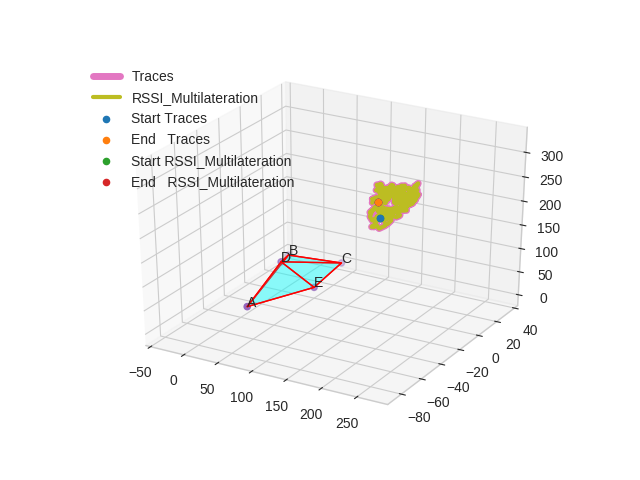 Traces
RSSI_Multilateration
Start Traces
End Traces
Start RSSI_Multilateration
End RSSI_Multilateration
A
B
C
D
E
300
250
200
150
100
50
0
−50
0
50
100
150
200
250
40
20
0
−20
−40
−60
−80